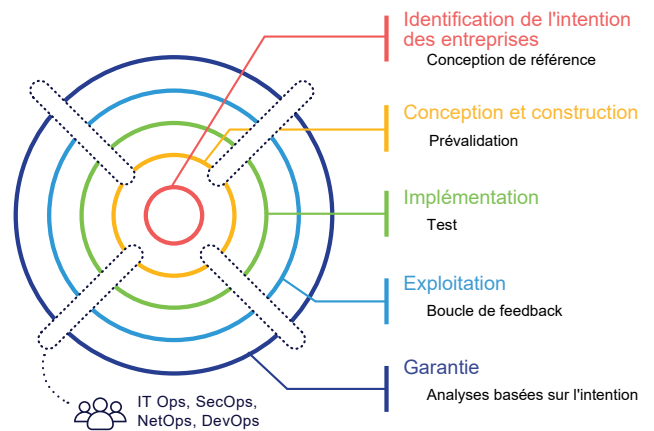 Identification de l'intention
des entreprises
Conception de référence
Conception et construction
Prévalidation
Implémentation
Test
Exploitation
Boucle de feedback
Garantie
Analyses basées sur l'intention
IT Ops, SecOps,
NetOps, DevOps